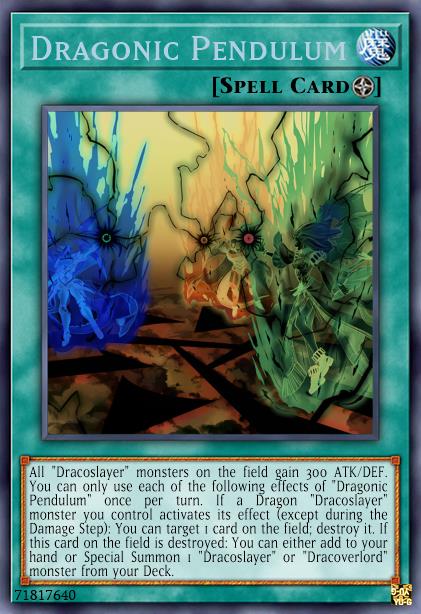 Dragonic Pendulum
魔
[Spell Card]
All "Dracoslayer" monsters on the field gain 300 ATK/DEF.
You can only use each of the following effects of "Dragonic
Pendulum" once per turn. If a Dragon "Dracoslayer"
monster you control activates its effect (except during the
Damage Step): You can target 1 card on the field; destroy it. If
this card on the field is destroyed: You can either add to your
hand or Special Summon 1 "Dracoslayer" or "Dracoverlord"
monster from your Deck.
71817640